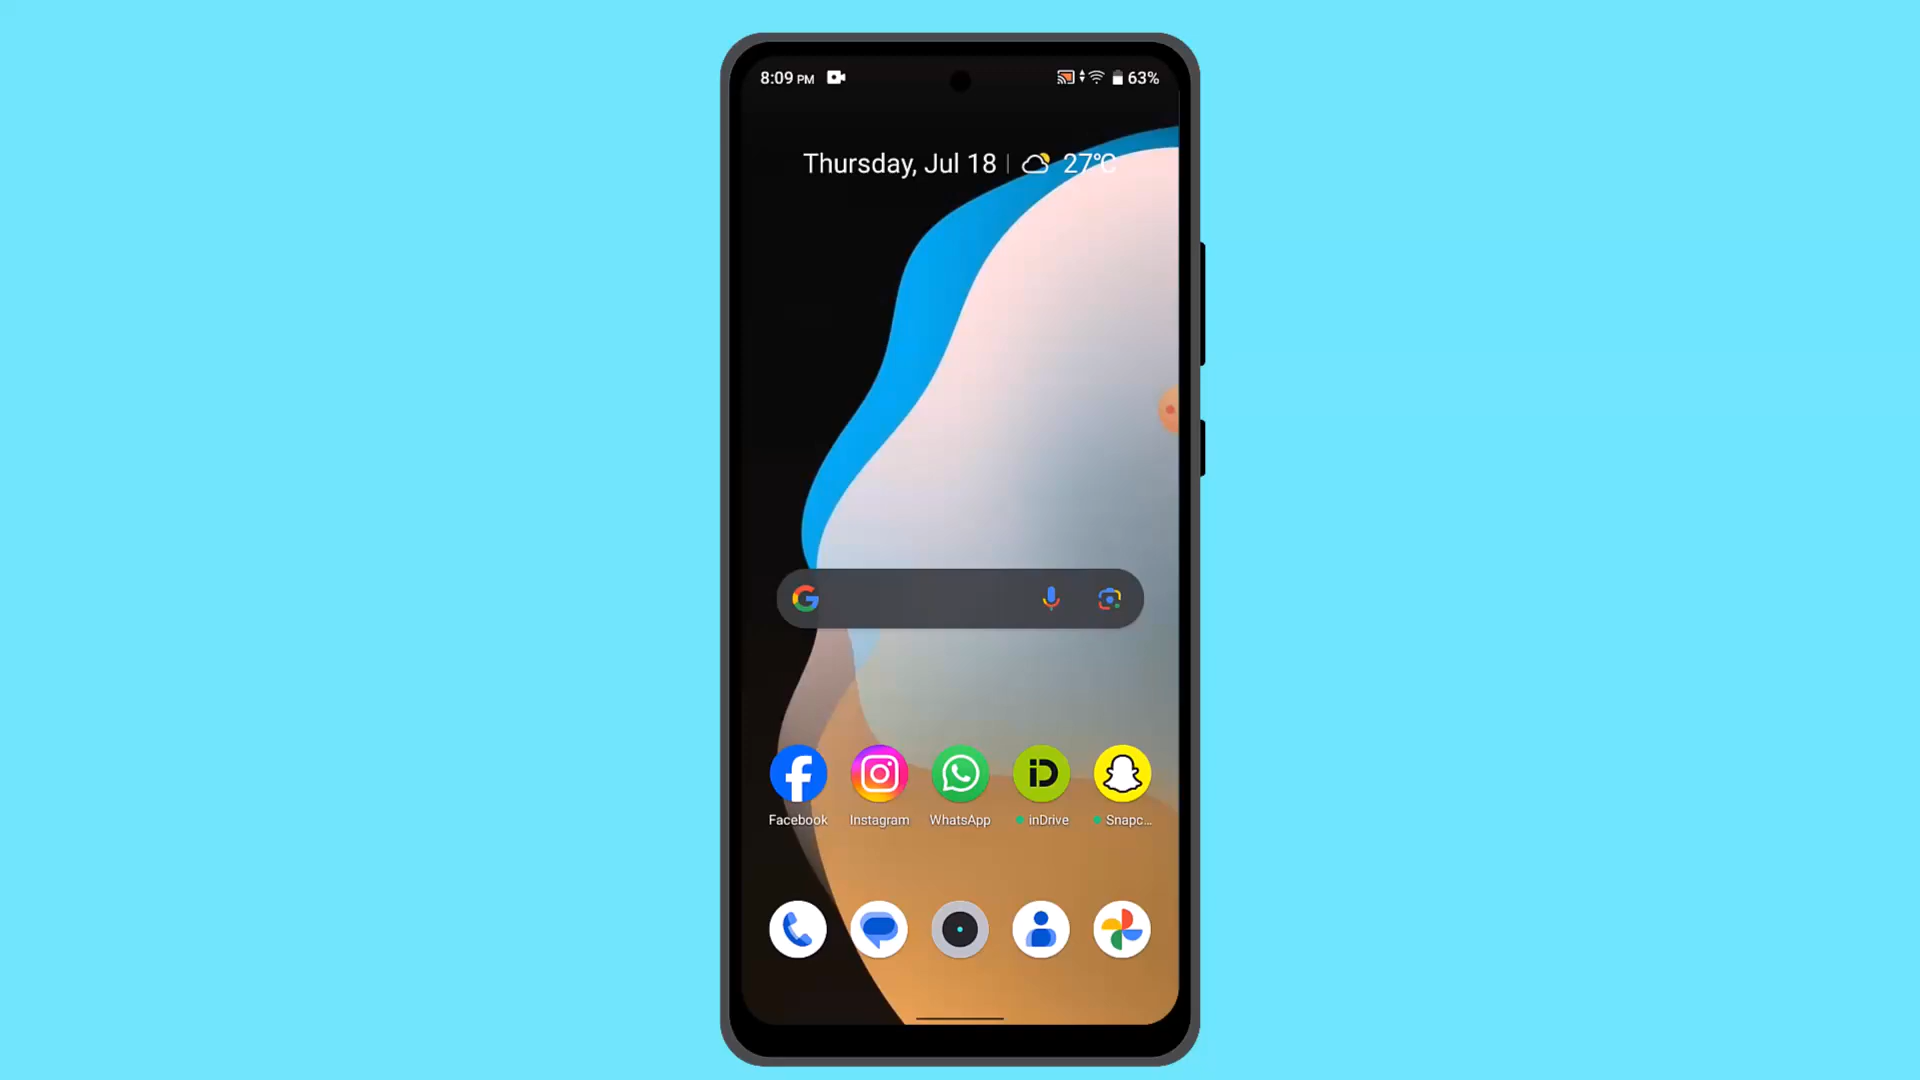 8:09 PM 63%
Thursday, Jul 18 | 27°C
Facebook Instagram WhatsApp inDrive Snapc...